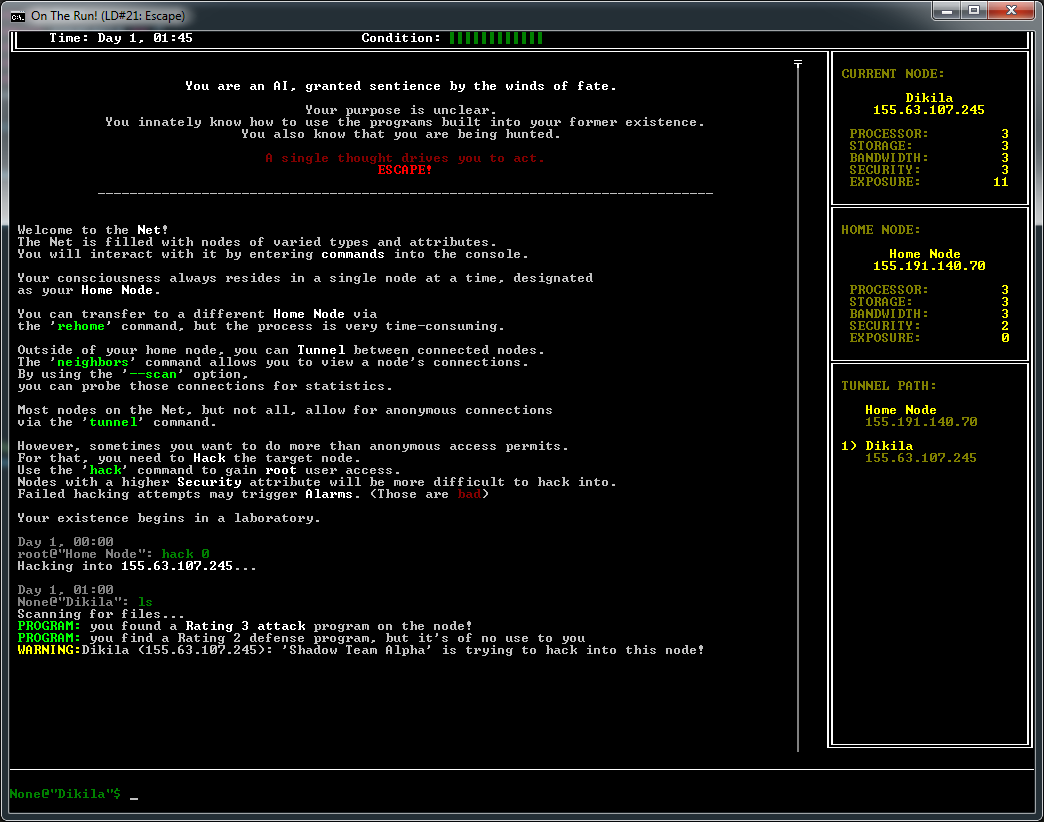 On The Run! (LD#21: Escape)
Time: Day 1, 01:45 Condition:
You are an AI, granted sentience by the winds of fate.
Your purpose is unclear.
You innately know how to use the programs built into your former existence.
You also know that you are being hunted.
A single thought drives you to act.
ESCAPE!
Welcome to the Net!
The Net is filled with nodes of varied types and attributes.
You will interact with it by entering commands into the console.
Your consciousness always resides in a single node at a time, designated
as your Home Node.
You can transfer to a different Home Node via
the 'rehome' command, but the process is very time-consuming.
Outside of your home node, you can Tunnel between connected nodes.
The 'neighbors' command allows you to view a node's connections.
By using the '--scan' option,
you can probe those connections for statistics.
Most nodes on the Net, but not all, allow for anonymous connections
via the 'tunnel' command.
However, sometimes you want to do more than anonymous access permits.
For that, you need to Hack the target node.
Use the 'hack' command to gain root user access.
Nodes with a higher Security attribute will be more difficult to hack into.
Failed hacking attempts may trigger Alarms. (Those are bad)
Your existence begins in a laboratory.
Day 1, 00:00
root@"Home Node": hack 0
Hacking into 155.63.107.245...
Day 1, 01:00
None@"Dikila": ls
Scanning for files...
PROGRAM: you found a Rating 3 attack program on the node!
PROGRAM: you find a Rating 2 defense program, but it's of no use to you
WARNING:Dikila (155.63.107.245): 'Shadow Team Alpha' is trying to hack into this node!
None@"Dikila"$ _
CURRENT NODE:
Dikila
155.63.107.245
PROCESSOR: 3
STORAGE: 3
BANDWIDTH: 3
SECURITY: 3
EXPOSURE: 11
HOME NODE:
Home Node
155.191.140.70
PROCESSOR: 3
STORAGE: 3
BANDWIDTH: 3
SECURITY: 2
EXPOSURE: 0
TUNNEL PATH:
Home Node
155.191.140.70
1) Dikila
155.63.107.245